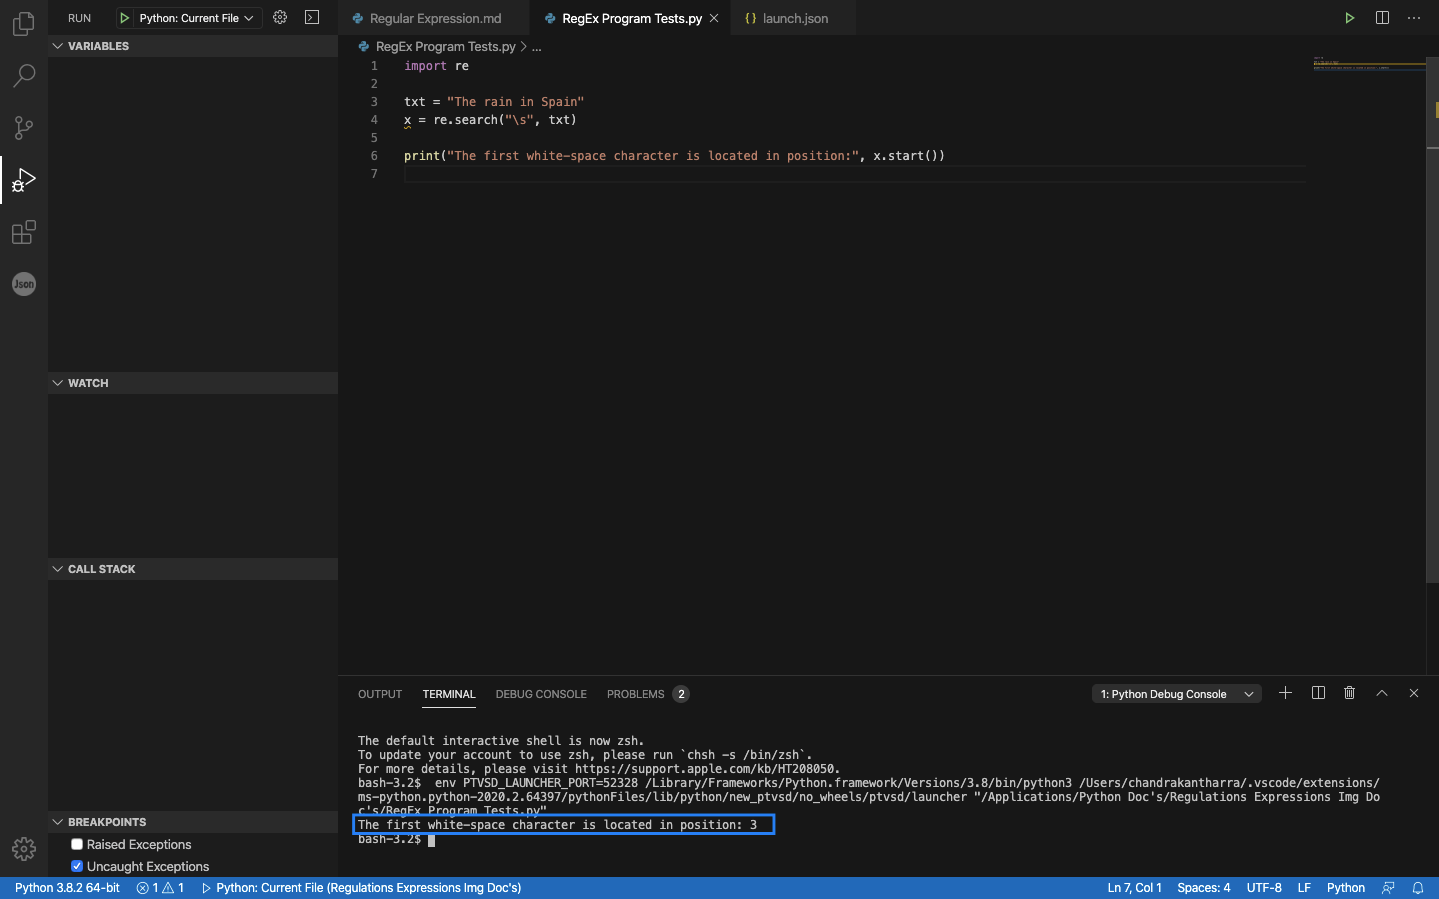 RUN Python: Current File
Regular Expression.md RegEx Program Tests.py launch.json
VARIABLES
RegEx Program Tests.py > ...
1 import re
2
3 txt = "The rain in Spain"
4 x = re.search("\s", txt)
5
6 print("The first white-space character is located in position:", x.start())
7
Json
WATCH
CALL STACK
BREAKPOINTS
Raised Exceptions
Uncaught Exceptions
OUTPUT TERMINAL DEBUG CONSOLE PROBLEMS 2 1: Python Debug Console
The default interactive shell is now zsh.
To update your account to use zsh, please run `chsh -s /bin/zsh`.
For more details, please visit https://support.apple.com/kb/HT208050.
bash-3.2$  env PTVSD_LAUNCHER_PORT=52328 /Library/Frameworks/Python.framework/Versions/3.8/bin/python3 /Users/chandrakantharra/.vscode/extensions/
ms-python.python-2020.2.64397/pythonFiles/lib/python/new_ptvsd/no_wheels/ptvsd/launcher "/Applications/Python Doc's/Regulations Expressions Img Do
c's/RegEx Program Tests.py"
The first white-space character is located in position: 3
bash-3.2$
Python 3.8.2 64-bit 1 1 Python: Current File (Regulations Expressions Img Doc's) Ln 7, Col 1 Spaces: 4 UTF-8 LF Python